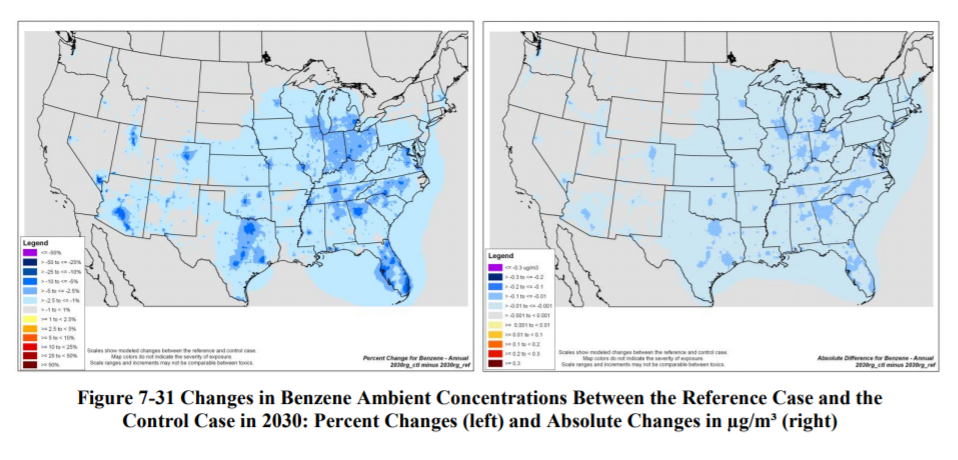 Legend
<= -50%
> -50 to <= -25%
> -25 to <= -10%
> -10 to <= -5%
> -5 to <= -2.5%
> -2.5 to <= -1%
> -1 to < 1%
>= 1 to < 2.5%
>= 2.5 to < 5%
>= 5 to < 10%
>= 10 to < 25%
>= 25 to < 50%
>= 50%
Scales show modeled changes between the reference and control case.
Map colors do not indicate the severity of exposure.
Scale ranges and increments may not be comparable between toxics.
Percent Change for Benzene - Annual
2030rg_ctl minus 2030rg_ref
Legend
<= -0.3 ug/m3
> -0.3 to <= -0.2
> -0.2 to <= -0.1
> -0.1 to <= -0.01
> -0.01 to <= -0.001
> -0.001 to < 0.001
>= 0.001 to < 0.01
>= 0.01 to < 0.1
>= 0.1 to < 0.2
>= 0.2 to < 0.3
>= 0.3
Scales show modeled changes between the reference and control case.
Map colors do not indicate the severity of exposure.
Scale ranges and increments may not be comparable between toxics.
Absolute Difference for Benzene - Annual
2030rg_ctl minus 2030rg_ref
Figure 7-31 Changes in Benzene Ambient Concentrations Between the Reference Case and the
Control Case in 2030: Percent Changes (left) and Absolute Changes in µg/m³ (right)